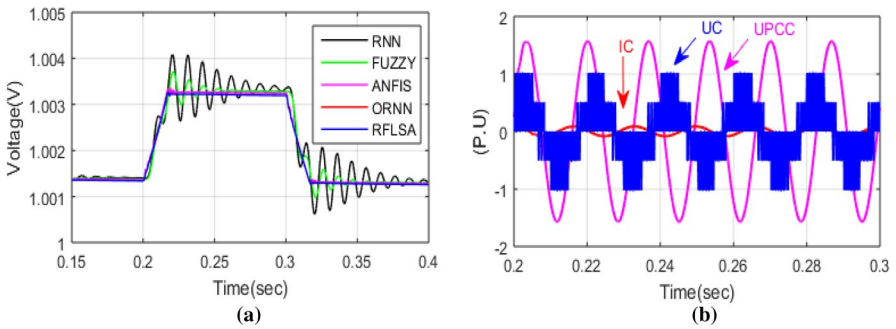 1.005
1.004
1.003
1.002
1.001
1
Voltage(V)
0.15
0.2
0.25
0.3
0.35
0.4
Time(sec)
RNN
FUZZY
ANFIS
ORNN
RFLSA
(a)
2
1
0
-1
-2
(P.U)
IC
UC
UPCC
0.2
0.22
0.24
0.26
0.28
0.3
Time(sec)
(b)